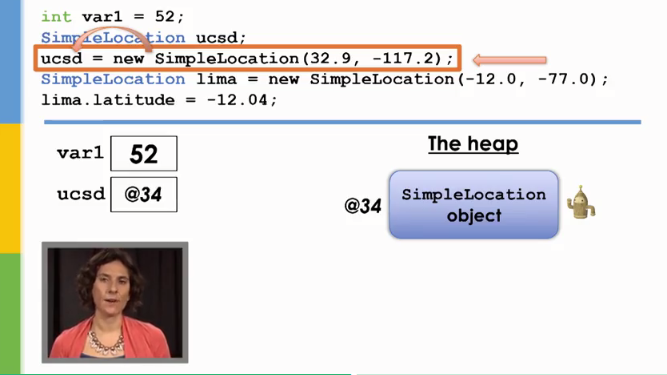 int var1 = 52;
SimpleLocation ucsd;
ucsd = new SimpleLocation(32.9, -117.2);
SimpleLocation lima = new SimpleLocation(-12.0, -77.0);
lima.latitude = -12.04;
The heap
var1 52
ucsd @34
@34 SimpleLocation
object